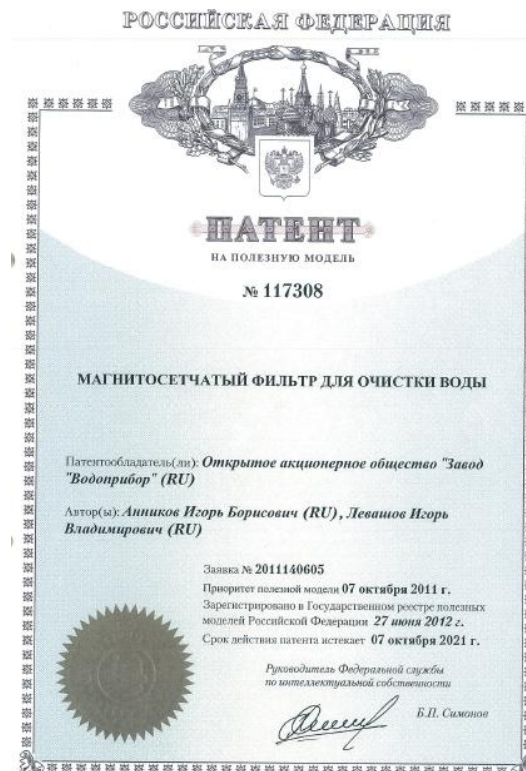 РОССИЙСКАЯ ФЕДЕРАЦИЯ
ПАТЕНТ
НА ПОЛЕЗНУЮ МОДЕЛЬ
№ 117308
МАГНИТОСЕТЧАТЫЙ ФИЛЬТР ДЛЯ ОЧИСТКИ ВОДЫ
Патентообладатель(ли): Открытое акционерное общество "Завод
"Водоприбор" (RU)
Автор(ы): Анников Игорь Борисович (RU), Левашов Игорь
Владимирович (RU)
Заявка № 2011140605
Приоритет полезной модели 07 октября 2011 г.
Зарегистрировано в Государственном реестре полезных
моделей Российской Федерации 27 июня 2012 г.
Срок действия патента истекает 07 октября 2021 г.
Руководитель Федеральной службы
по интеллектуальной собственности
Б.П. Симонов